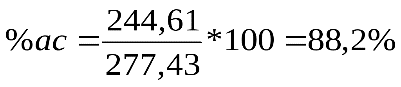 %ac = 244,61 / 277,43 * 100 = 88,2%